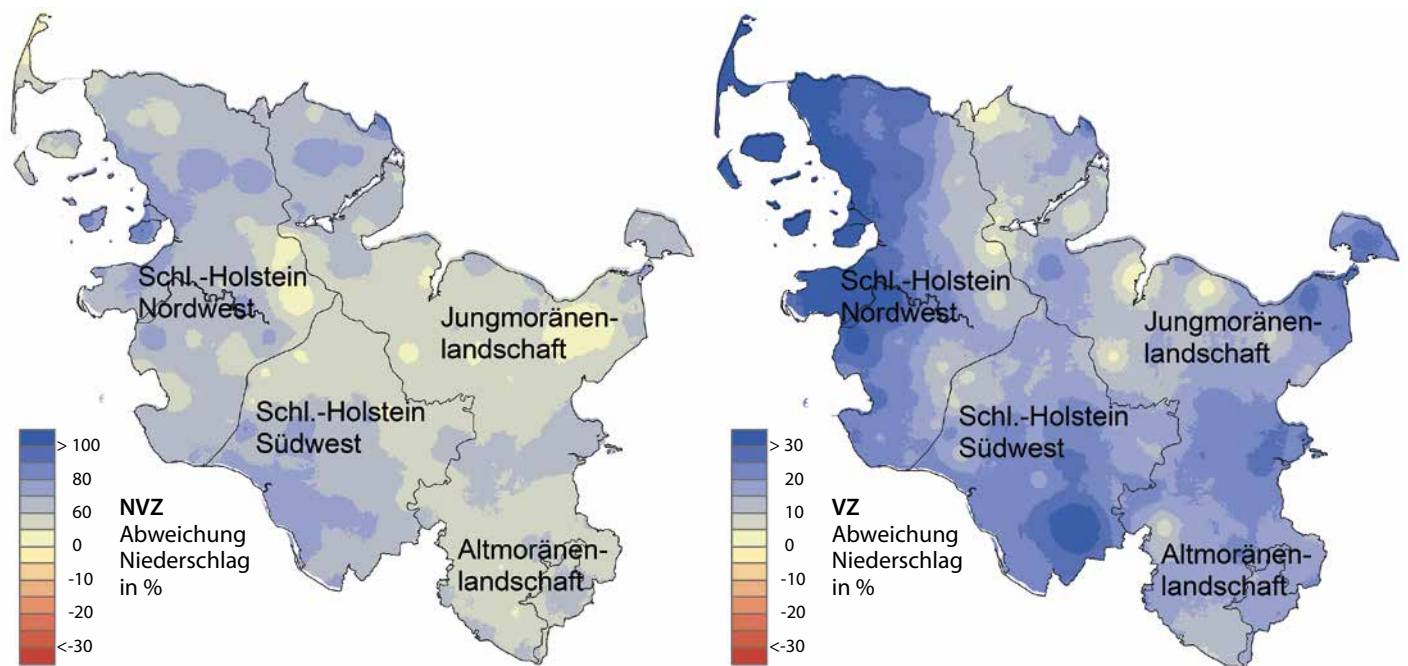 Schl.-Holstein
Nordwest
Jungmoränen-
landschaft
Schl.-Holstein
Südwest
Altmoränen-
landschaft
> 100
80
60
0
-10
-20
<-30
NVZ
Abweichung
Niederschlag
in %
Schl.-Holstein
Nordwest
Jungmoränen-
landschaft
Schl.-Holstein
Südwest
Altmoränen-
landschaft
> 30
20
10
0
-10
-20
<-30
VZ
Abweichung
Niederschlag
in %